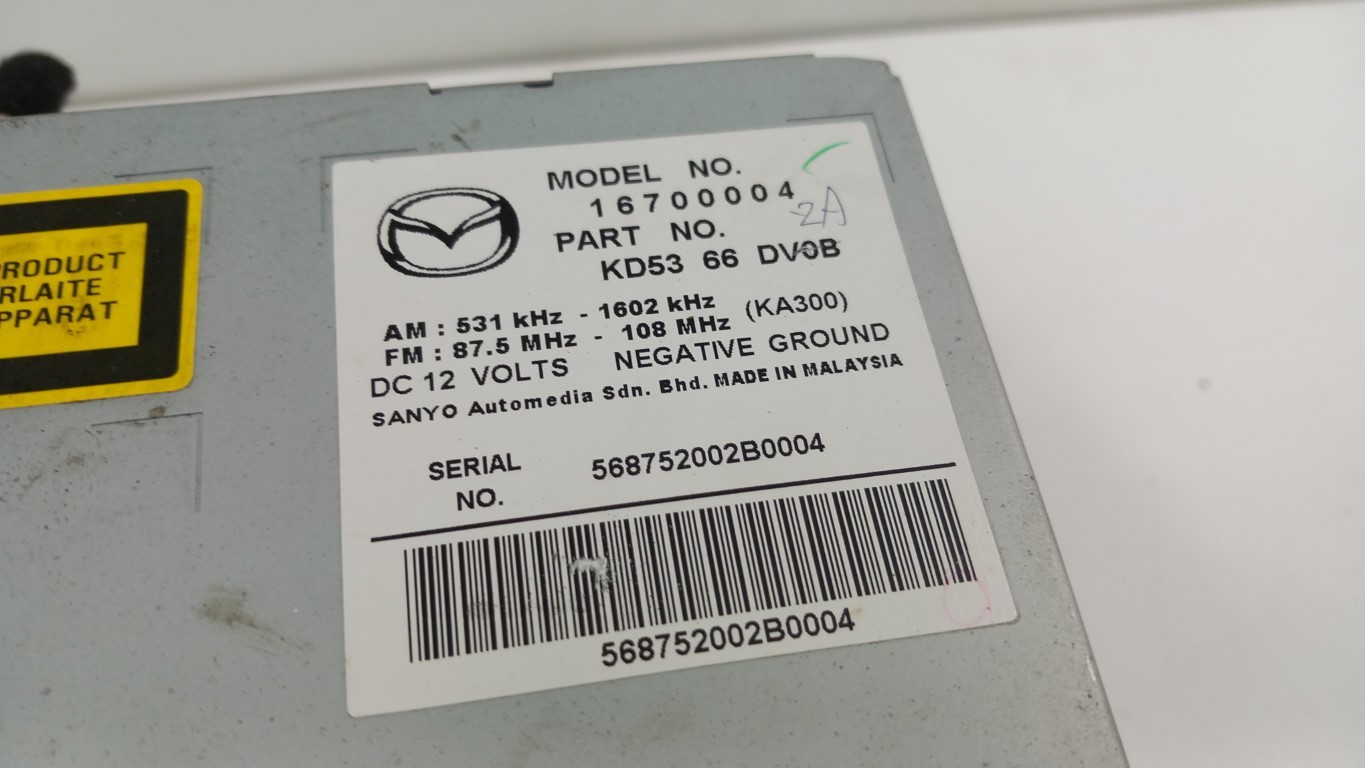 PRODUCT
RLAITE
PPARAT
MODEL NO.
16700004
2A
PART NO.
KD53 66 DV0B
AM : 531 kHz - 1602 kHz
FM : 87.5 MHz - 108 MHz (KA300)
DC 12 VOLTS NEGATIVE GROUND
SANYO Automedia Sdn. Bhd. MADE IN MALAYSIA
SERIAL NO. 568752002B0004
568752002B0004